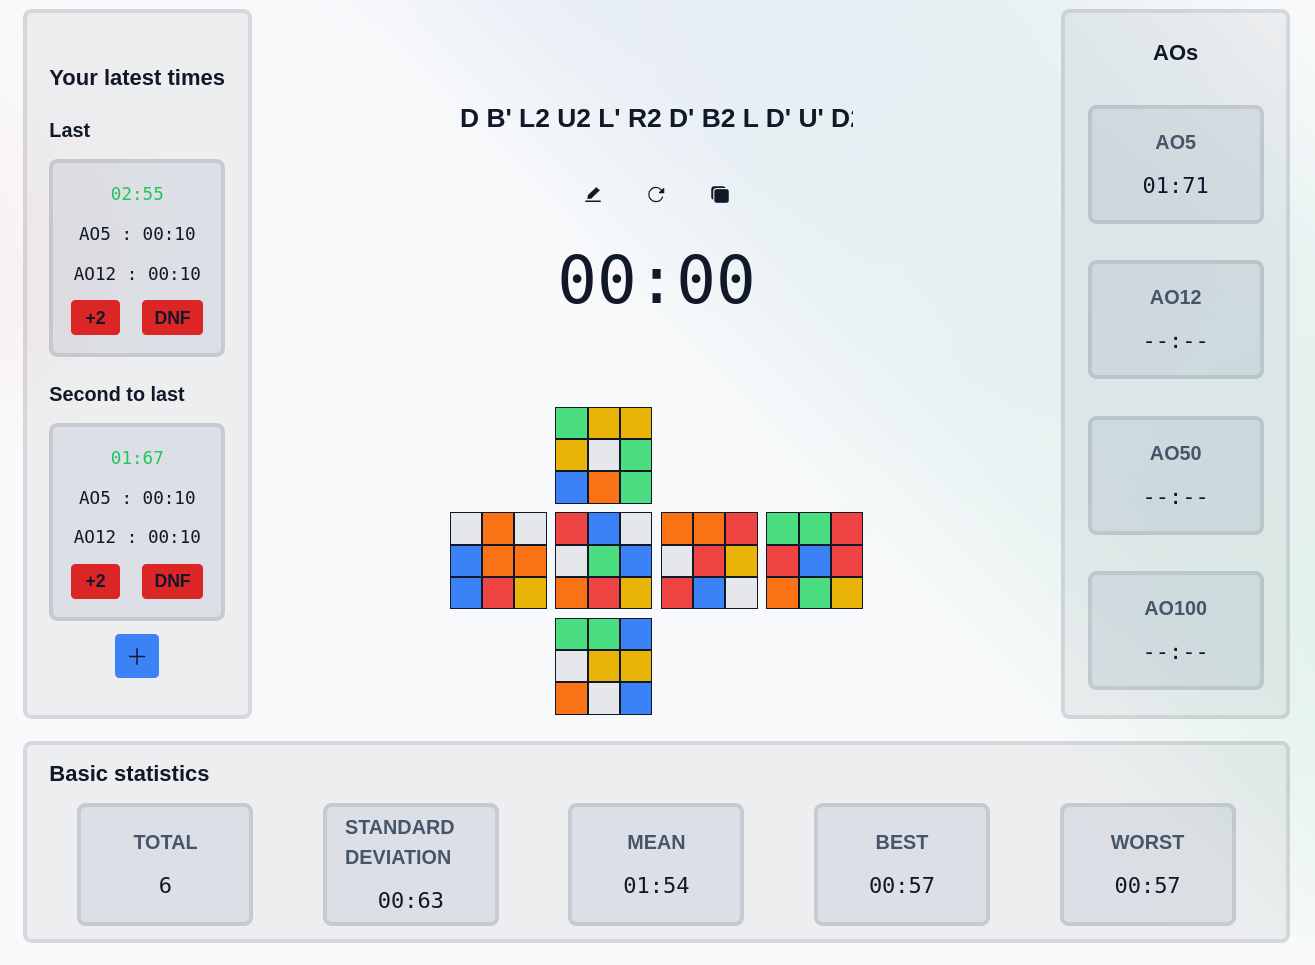 Your latest times
Last
02:55
AO5 : 00:10
AO12 : 00:10
+2 DNF
Second to last
01:67
AO5 : 00:10
AO12 : 00:10
+2 DNF
D B' L2 U2 L' R2 D' B2 L D' U'
00:00
AOs
AO5
01:71
AO12
--:--
AO50
--:--
AO100
--:--
Basic statistics
TOTAL
6
STANDARD
DEVIATION
00:63
MEAN
01:54
BEST
00:57
WORST
00:57